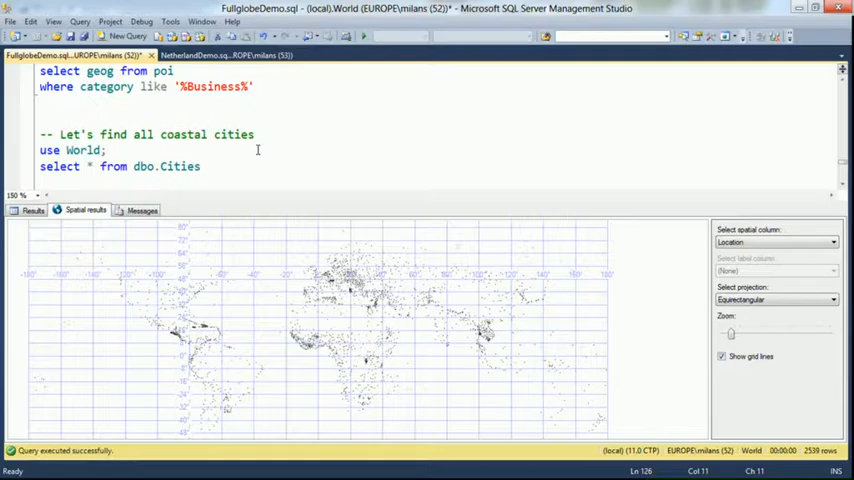 FullglobeDemo.sql - (local).World (EUROPE\milans (52))* - Microsoft SQL Server Management Studio
File Edit View Query Project Debug Tools Window Help
New Query
FullglobeDemo.sql...UROPE\milans (52))* × NetherlandDemo.sq...ROPE\milans (53))
select geog from poi
where category like '%Business%'
-- Let's find all coastal cities
use World;
select * from dbo.Cities
150 %
Results Spatial results Messages
Select spatial column:
Location
Select label column:
(None)
Select projection:
Equirectangular
Zoom:
Show grid lines
Query executed successfully. (local) (11.0 CTP) EUROPE\milans (52) World 00:00:00 2539 rows
Ready Ln 126 Col 11 Ch 11 INS